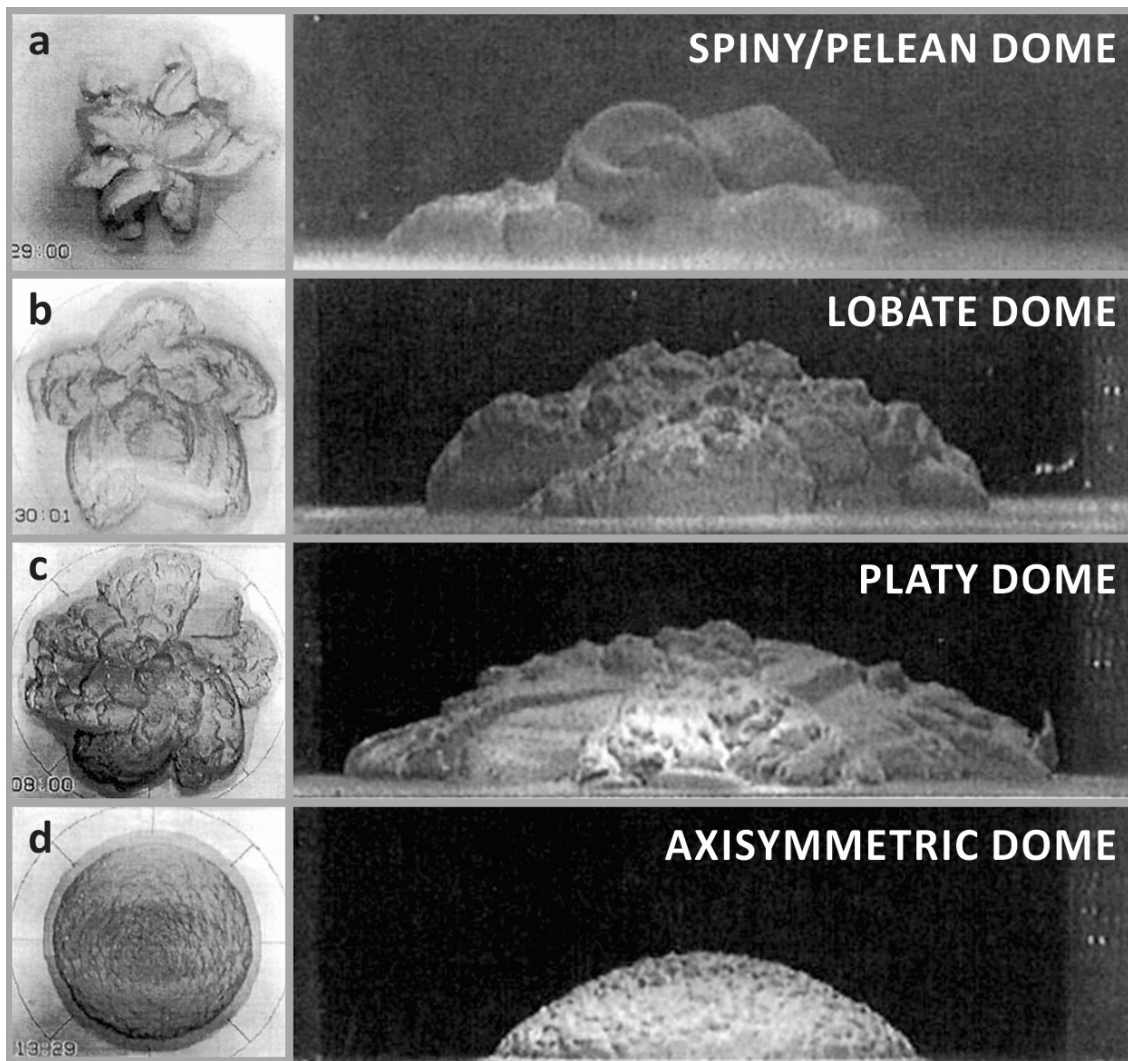 a
SPINY/PELEAN DOME
29:00
b
LOBATE DOME
30:01
c
PLATY DOME
08:00
d
AXISYMMETRIC DOME
13:29